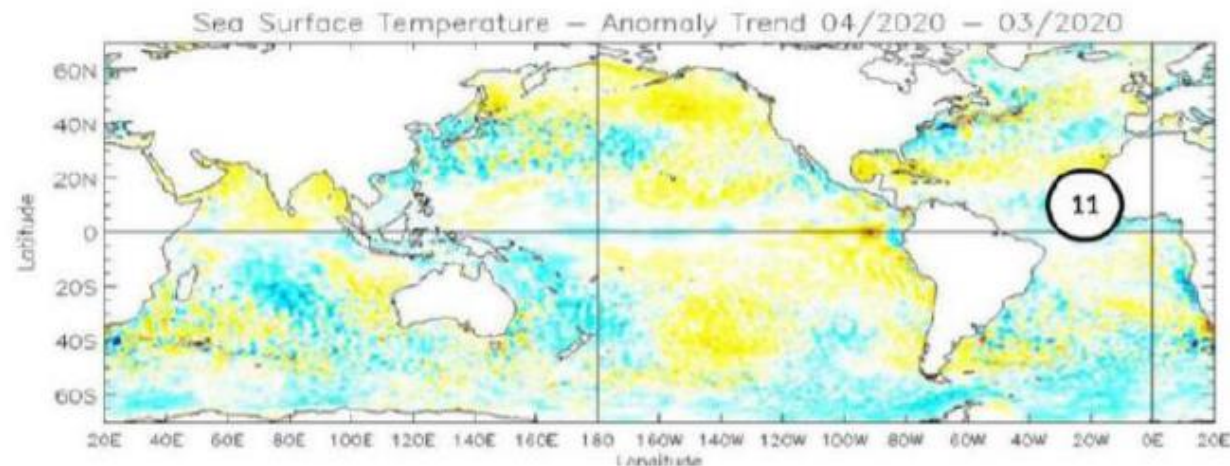 Sea Surface Temperature - Anomaly Trend 04/2020 - 03/2020
60N
40N
20N
0
20S
40S
60S
Latitude
11
20E 40E 60E 80E 100E 120E 140E 160E 180 160W 140W 120W 100W 80W 60W 40W 20W 0E 20E
Longitude